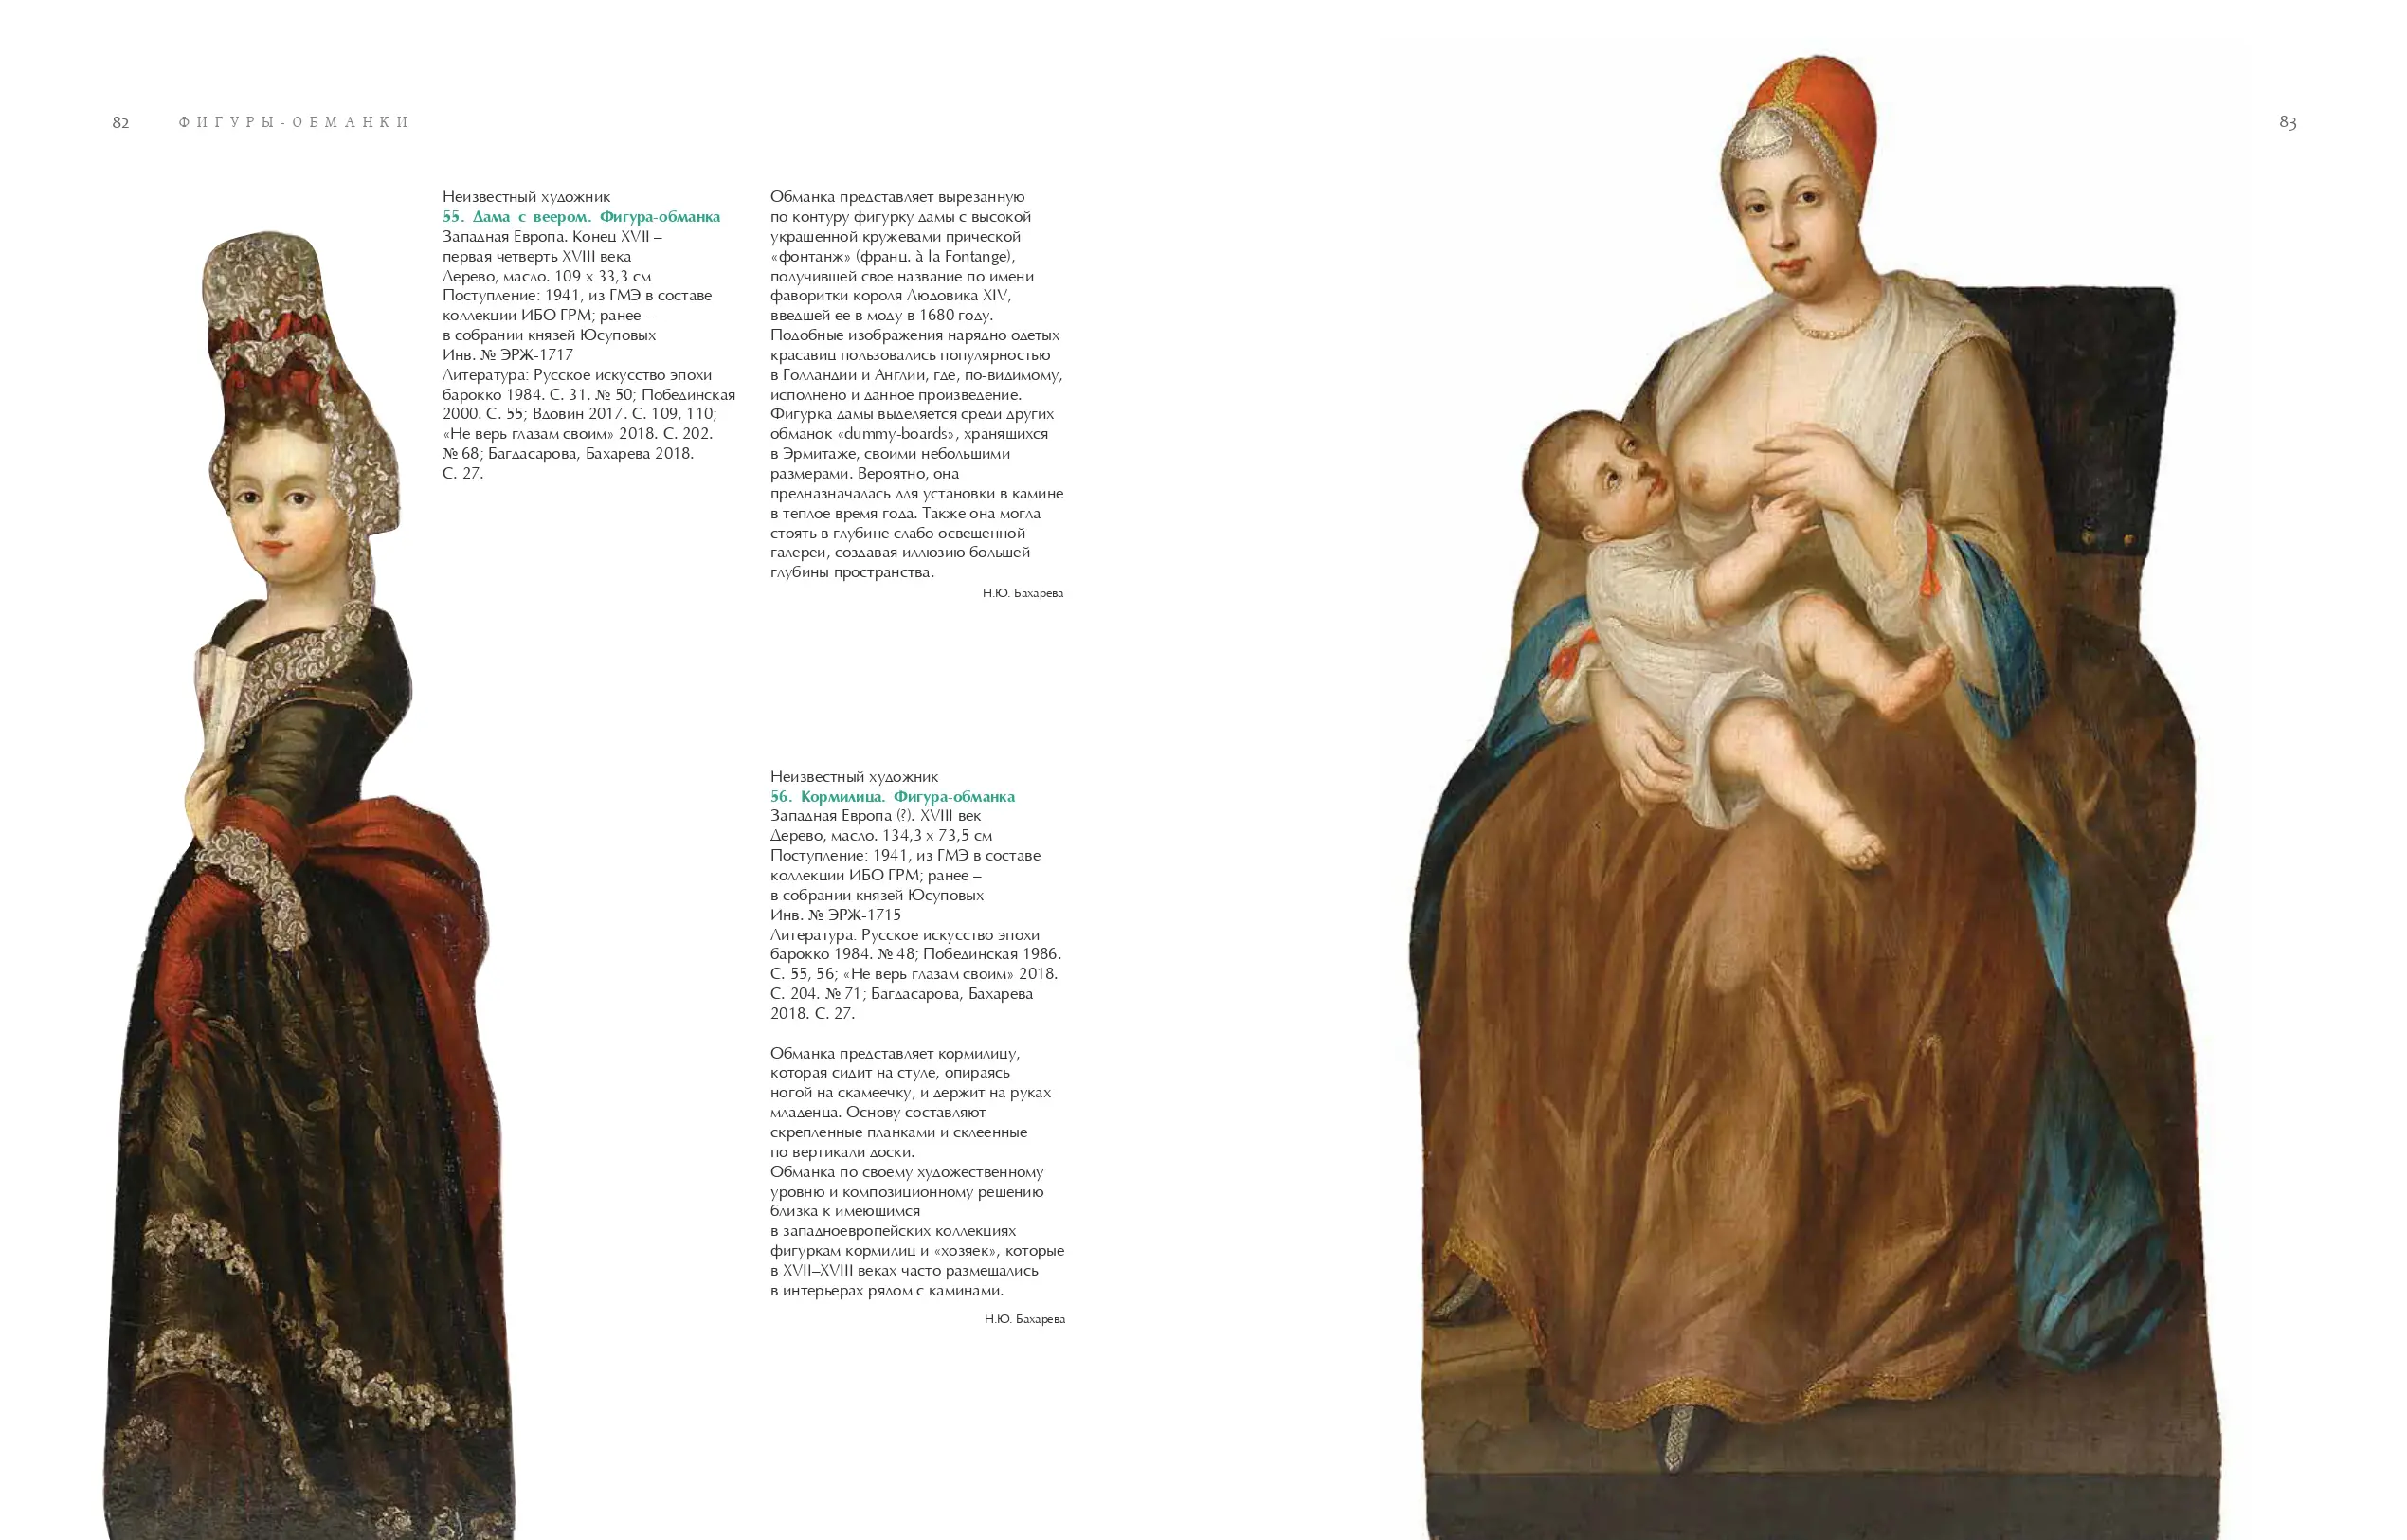 82
ФИГУРЫ-ОБМАНКИ
Неизвестный художник
55. Дама с веером. Фигура-обманка
Западная Европа. Конец XVII –
первая четверть XVIII века
Дерево, масло. 109 х 33,3 см
Поступление: 1941, из ГМЭ в составе
коллекции ИБО ГРМ; ранее –
в собрании князей Юсуповых
Инв. № ЭРЖ-1717
Литература: Русское искусство эпохи
барокко 1984. С. 31. № 50; Побединская
2000. С. 55; Вдовин 2017. С. 109, 110;
«Не верь глазам своим» 2018. С. 202.
№ 68; Багдасарова, Бахарева 2018.
С. 27.
Обманка представляет вырезанную
по контуру фигурку дамы с высокой
украшенной кружевами прической
«фонтанж» (франц. à la Fontange),
получившей свое название по имени
фаворитки короля Людовика XIV,
введшей ее в моду в 1680 году.
Подобные изображения нарядно одетых
красавиц пользовались популярностью
в Голландии и Англии, где, по-видимому,
исполнено и данное произведение.
Фигурка дамы выделяется среди других
обманок «dummy-boards», хранящихся
в Эрмитаже, своими небольшими
размерами. Вероятно, она
предназначалась для установки в камине
в теплое время года. Также она могла
стоять в глубине слабо освещенной
галереи, создавая иллюзию большей
глубины пространства.
Н.Ю. Бахарева
Неизвестный художник
56. Кормилица. Фигура-обманка
Западная Европа (?). XVIII век
Дерево, масло. 134,3 х 73,5 см
Поступление: 1941, из ГМЭ в составе
коллекции ИБО ГРМ; ранее –
в собрании князей Юсуповых
Инв. № ЭРЖ-1715
Литература: Русское искусство эпохи
барокко 1984. № 48; Побединская 1986.
С. 55, 56; «Не верь глазам своим» 2018.
С. 204. № 71; Багдасарова, Бахарева
2018. С. 27.
Обманка представляет кормилицу,
которая сидит на стуле, опираясь
ногой на скамеечку, и держит на руках
младенца. Основу составляют
скрепленные планками и склеенные
по вертикали доски.
Обманка по своему художественному
уровню и композиционному решению
близка к имеющимся
в западноевропейских коллекциях
фигуркам кормилиц и «хозяек», которые
в XVII–XVIII веках часто размещались
в интерьерах рядом с каминами.
Н.Ю. Бахарева
83